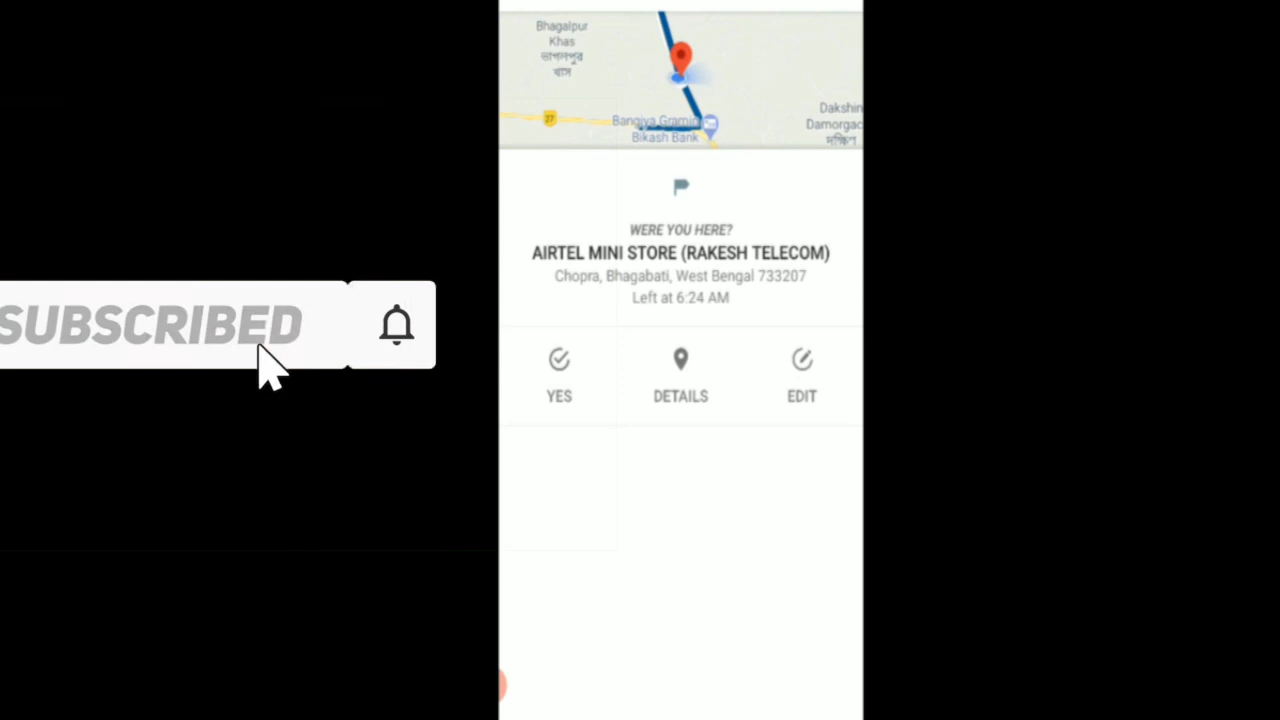 Bhagalpur
Khas
ভাগলপুর
খাস
27
Bangiya Gramin
Bikash Bank
Dakshin
Damorgac
দক্ষিণ
WERE YOU HERE?
AIRTEL MINI STORE (RAKESH TELECOM)
Chopra, Bhagabati, West Bengal 733207
Left at 6:24 AM
YES
DETAILS
EDIT
SUBSCRIBED